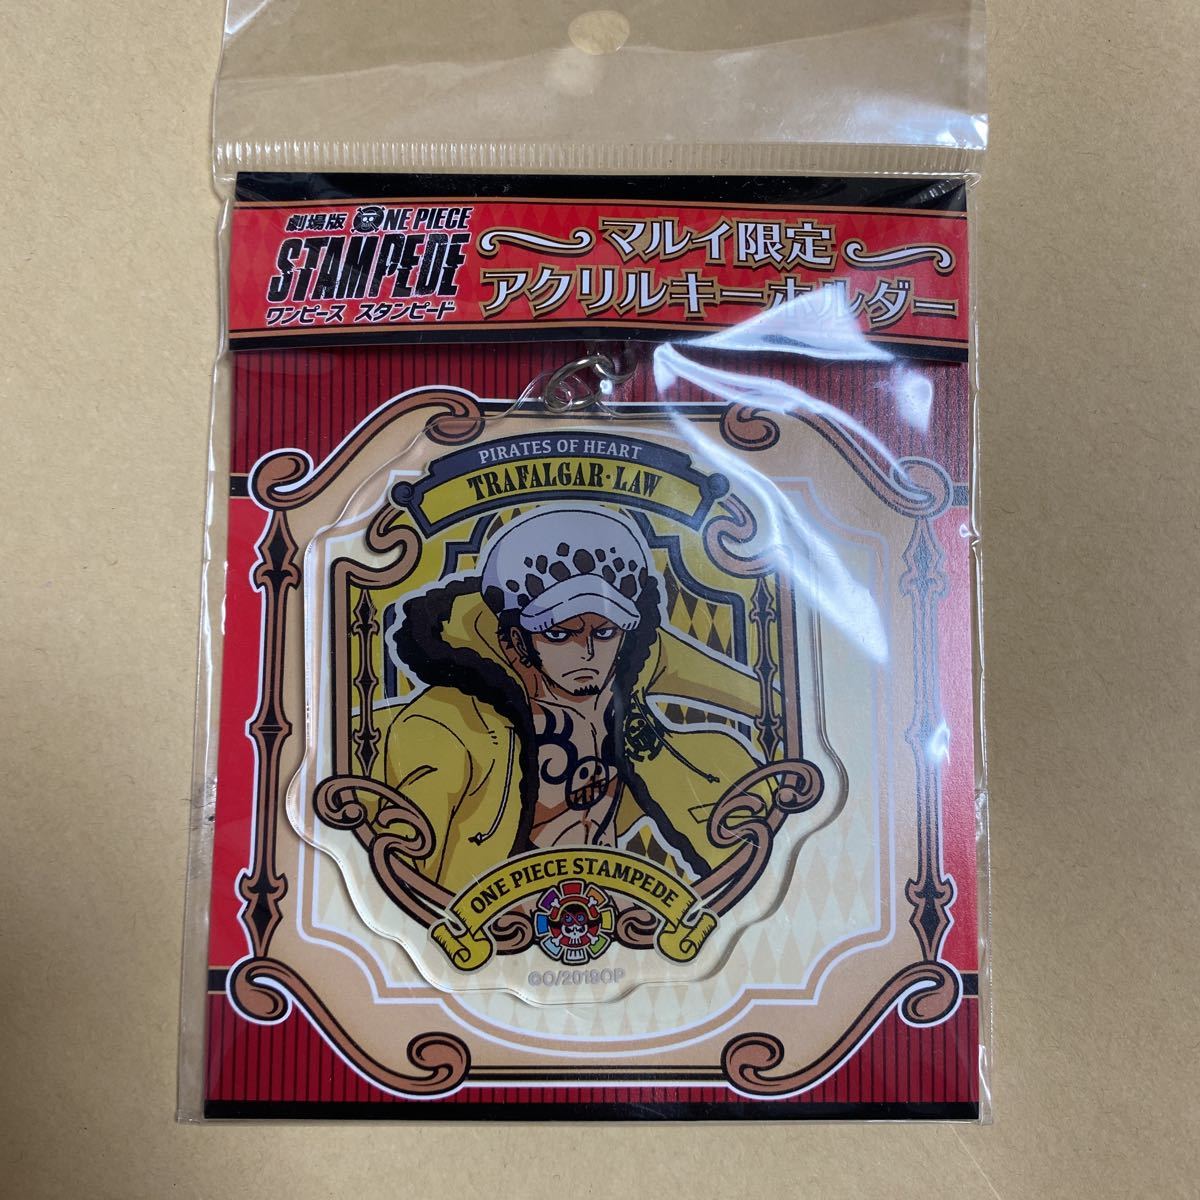 劇場版 ONE PIECE
STAMPEDE
ワンピース スタンピード
マルイ限定
アクリルキーホルダー
PIRATES OF HEART
TRAFALGAR・LAW
ONE PIECE STAMPEDE
©O/2019OP